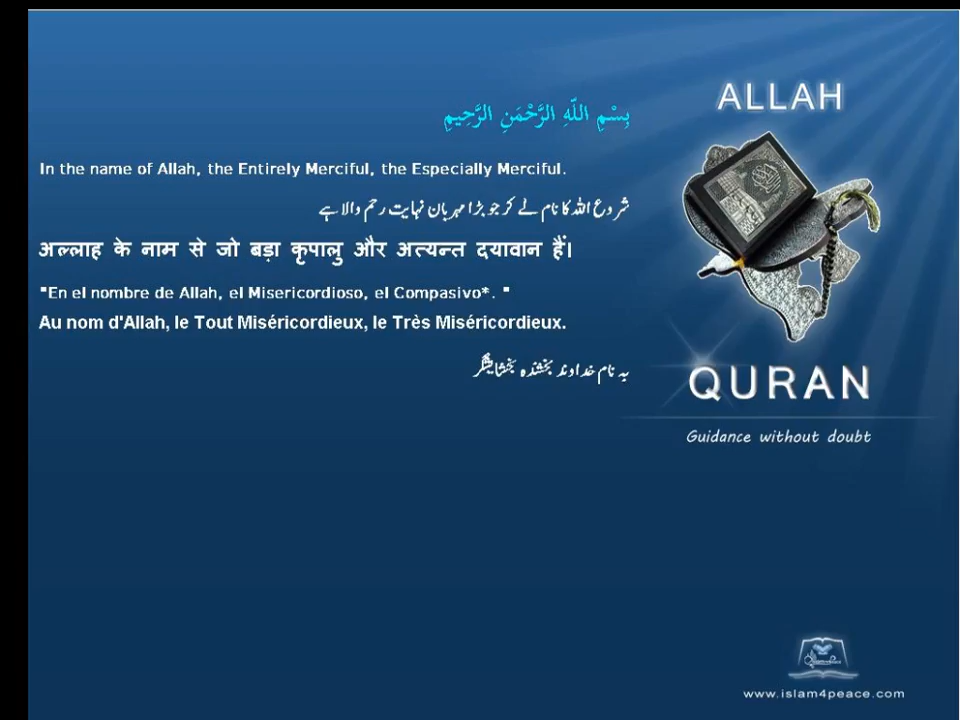 بِسْمِ اللَّهِ الرَّحْمَنِ الرَّحِيمِ
In the name of Allah, the Entirely Merciful, the Especially Merciful.
شروع الله کا نام لے کر جو بڑا مہربان نہایت رحم والا ہے
अल्लाह के नाम से जो बड़ा कृपालु और अत्यन्त दयावान हैं।
"En el nombre de Allah, el Misericordioso, el Compasivo*. "
Au nom d'Allah, le Tout Miséricordieux, le Très Miséricordieux.
به نام خداوند بخشنده بخشایشگر
ALLAH
QURAN
Guidance without doubt
www.islam4peace.com